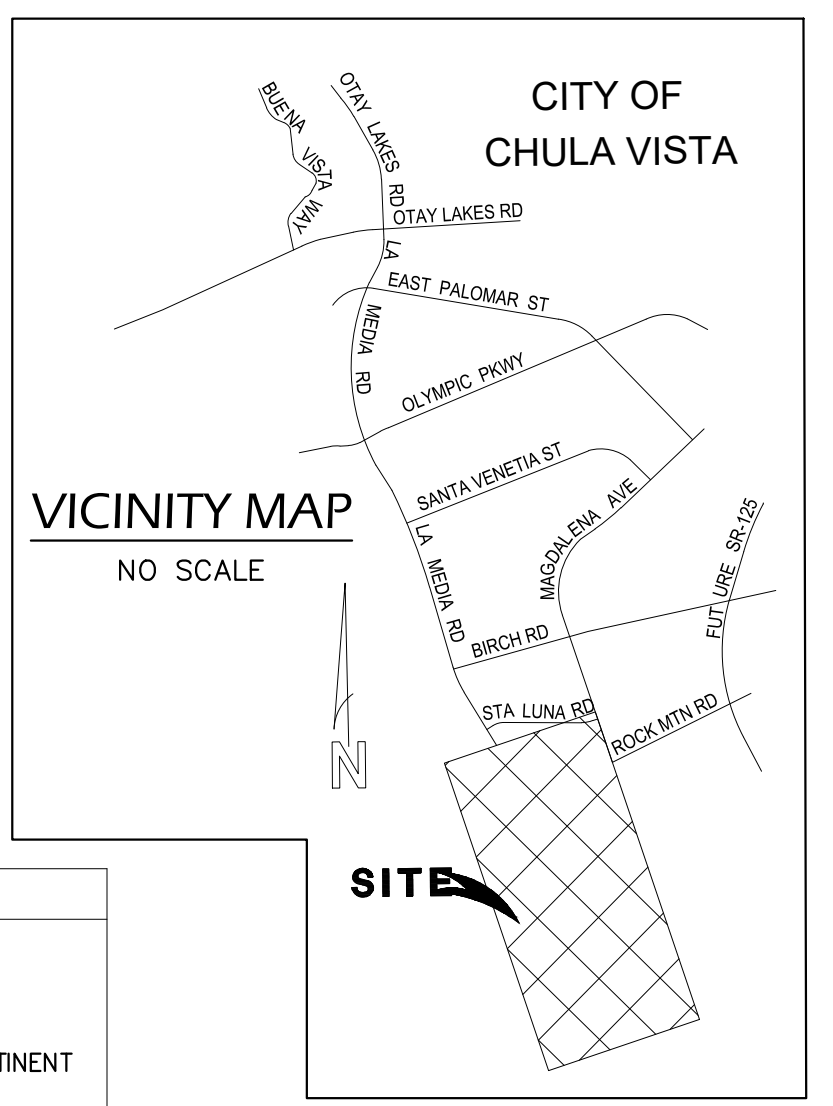 CITY OF
CHULA VISTA
BUENA VISTA WAY
OTAY LAKES RD
OTAY LAKES RD
LA MEDIA RD
EAST PALOMAR ST
OLYMPIC PKWY
SANTA VENETIA ST
VICINITY MAP
NO SCALE
MAGDALENA AVE
FUTURE SR-125
LA MEDIA RD
BIRCH RD
STA LUNA RD
ROCK MTN RD
N
SITE
TINENT